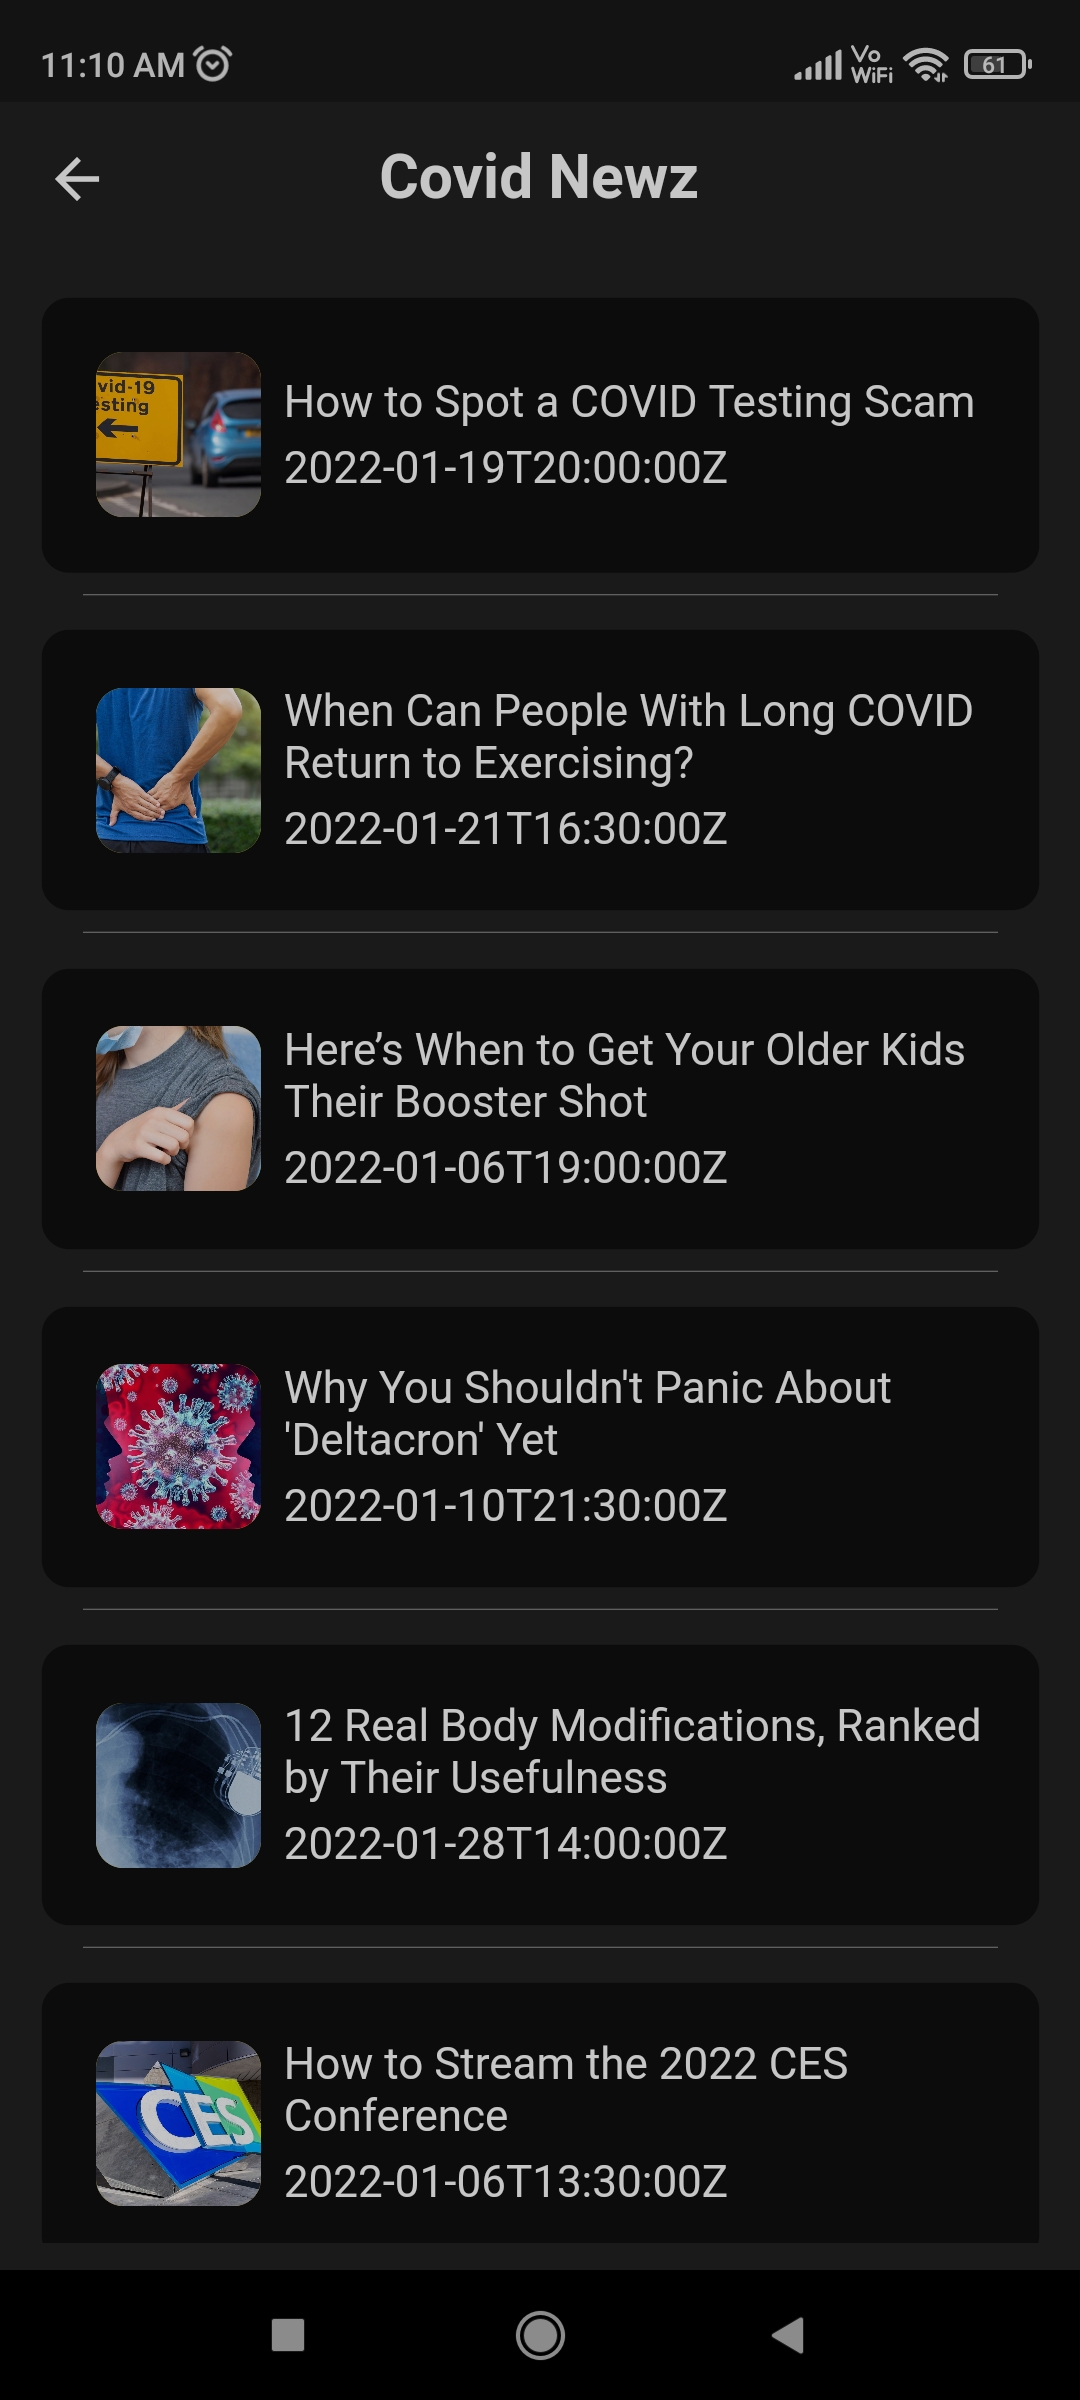 11:10 AM
Vo
WiFi
61
Covid Newz
vid-19
esting
How to Spot a COVID Testing Scam
2022-01-19T20:00:00Z
When Can People With Long COVID
Return to Exercising?
2022-01-21T16:30:00Z
Here’s When to Get Your Older Kids
Their Booster Shot
2022-01-06T19:00:00Z
Why You Shouldn't Panic About
'Deltacron' Yet
2022-01-10T21:30:00Z
12 Real Body Modifications, Ranked
by Their Usefulness
2022-01-28T14:00:00Z
CES
How to Stream the 2022 CES
Conference
2022-01-06T13:30:00Z